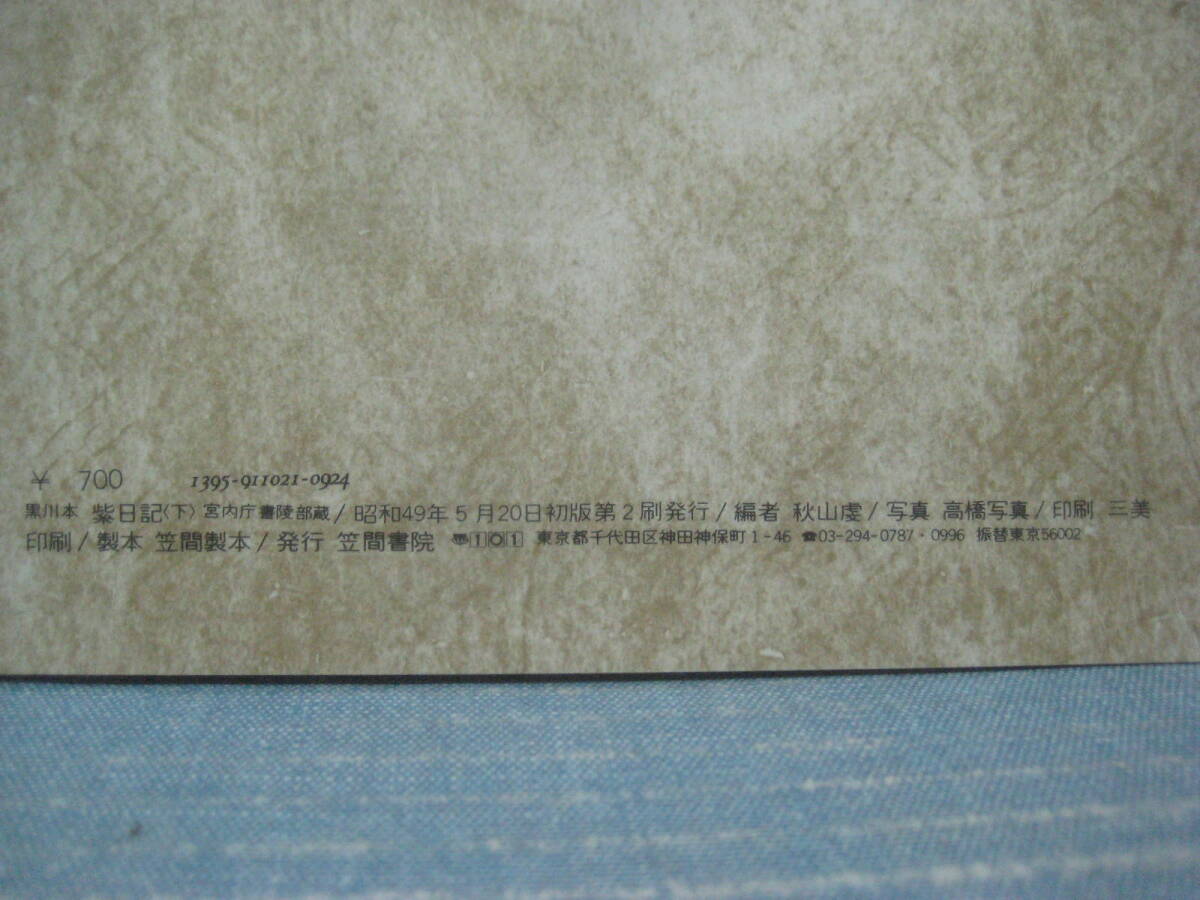 ¥ 700 1395-911021-0924
黒川本 紫日記〈下〉宮内庁書陵部蔵/昭和49年5月20日初版第2刷発行/編者 秋山虔/写真 高橋写真/印刷 三美
印刷/製本 笠間製本/発行 笠間書院 〠101 東京都千代田区神田神保町1-46 ☎03-294-0787・0996 振替東京56002